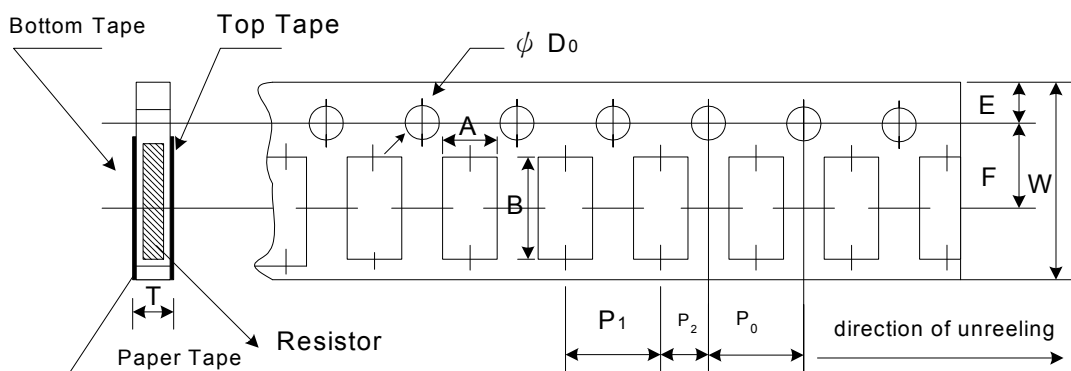 Bottom Tape
Top Tape
ψ D0
E
A
F
W
B
T
P1
P2
P0
direction of unreeling
Resistor
Paper Tape